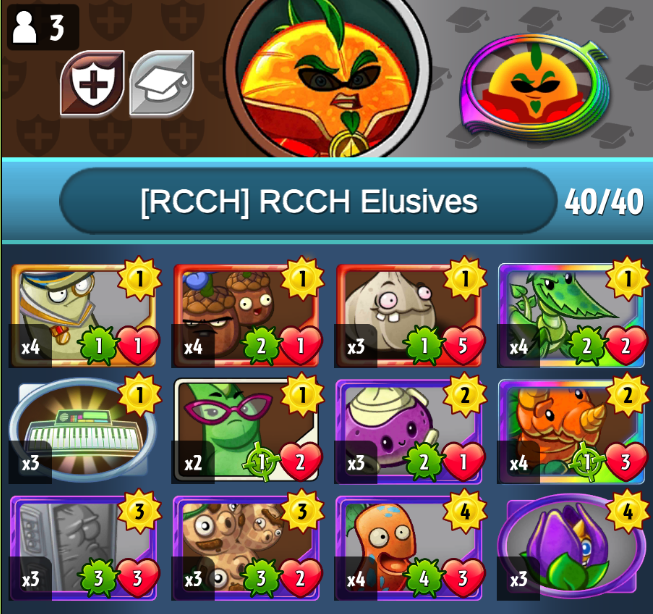 3
[RCCH] RCCH Elusives 40/40
1 1 1 1
x4 1 1 x4 2 1 x3 1 5 x4 2 2
1 1 2 2
x3 x2 1 2 x3 2 1 x4 1 3
3 3 4 4
x3 3 3 x3 3 2 x4 4 3 x3